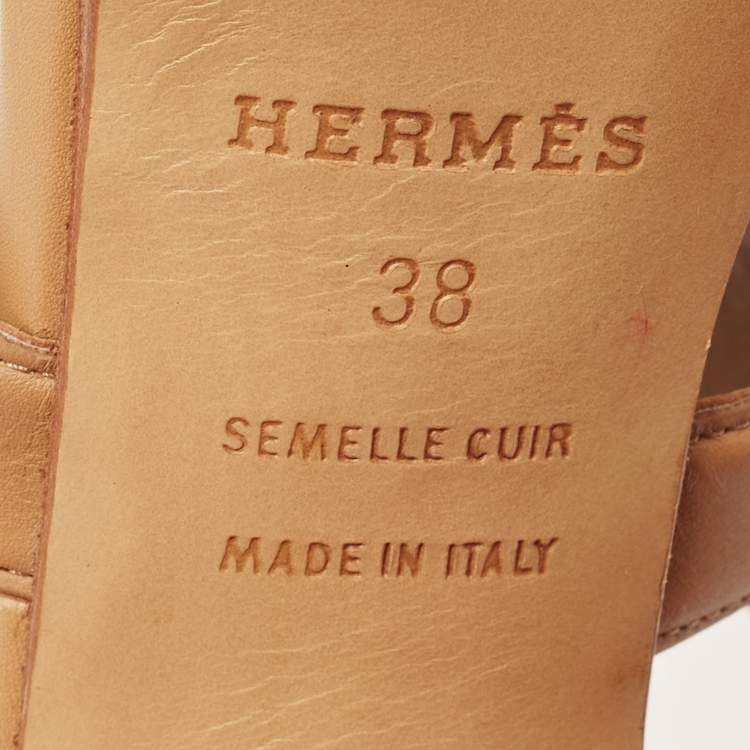 HERMÈS
38
SEMELLE CUIR
MADE IN ITALY